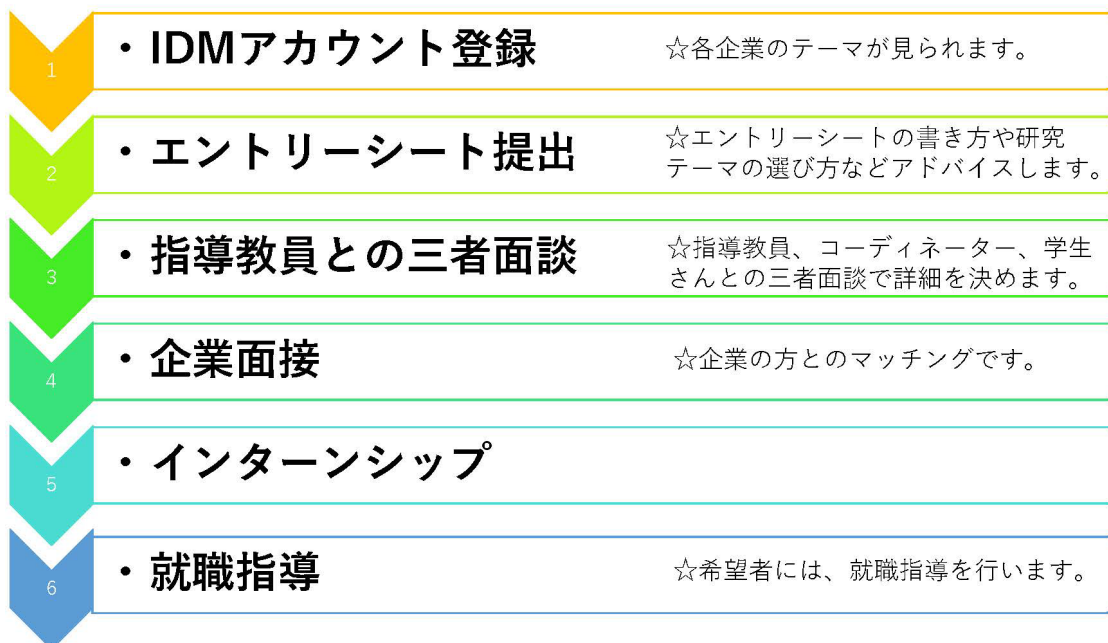 1
・IDMアカウント登録
☆各企業のテーマが見られます。
2
・エントリーシート提出
☆エントリーシートの書き方や研究
テーマの選び方などアドバイスします。
3
・指導教員との三者面談
☆指導教員、コーディネーター、学生
さんとの三者面談で詳細を決めます。
4
・企業面接
☆企業の方とのマッチングです。
5
・インターンシップ
6
・就職指導
☆希望者には、就職指導を行います。